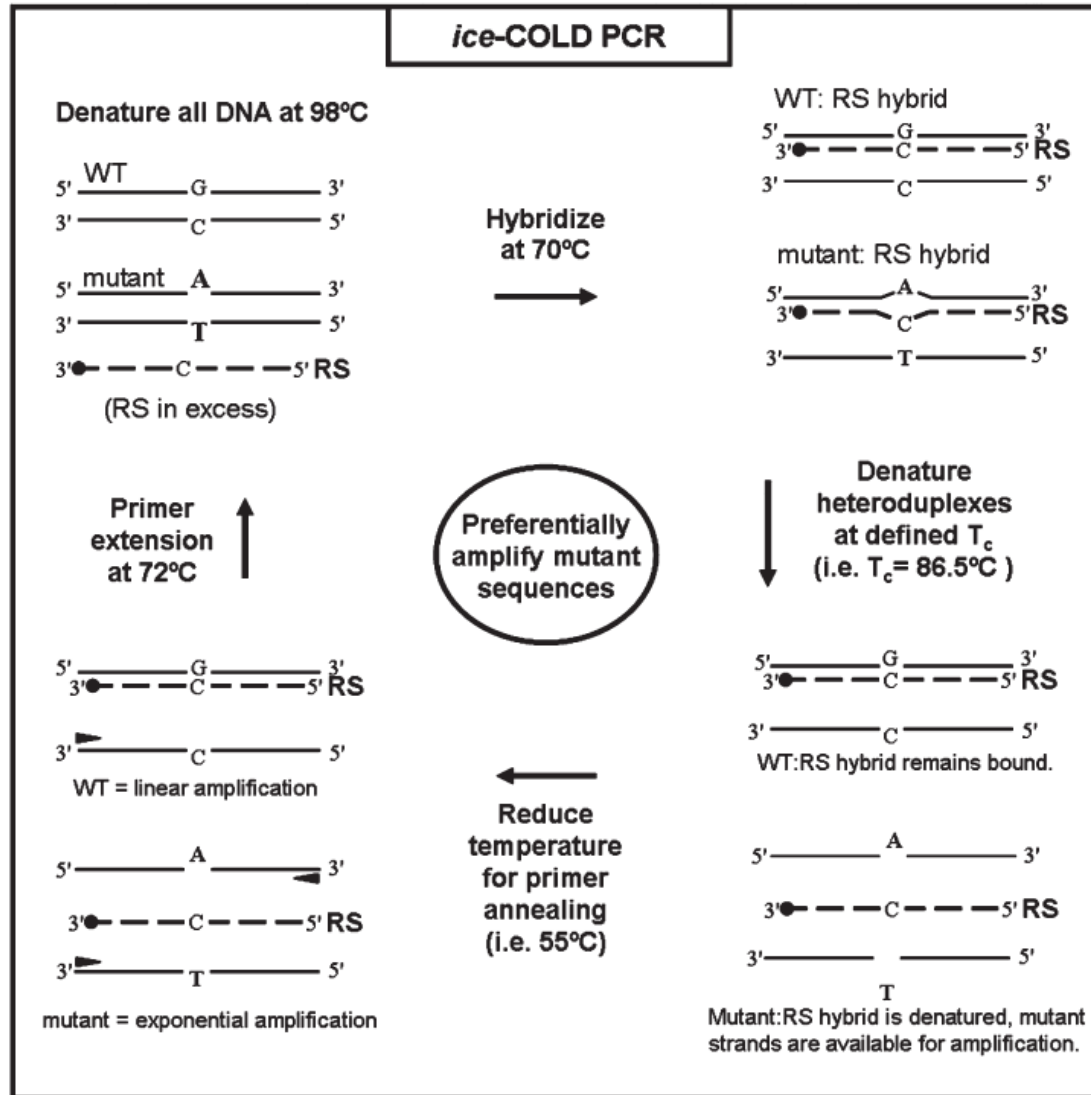 ice-COLD PCR
Denature all DNA at 98ºC
WT
5' G 3'
3' C 5'
mutant
5' A 3'
3' T 5'
3' C 5' RS
(RS in excess)
Hybridize
at 70ºC
WT: RS hybrid
5' G 3'
3' C 5' RS
3' C 5'
mutant: RS hybrid
5' A 3'
3' C 5' RS
3' T 5'
Primer
extension
at 72ºC
Preferentially
amplify mutant
sequences
Denature
heteroduplexes
at defined Tc
(i.e. Tc= 86.5ºC )
5' G 3'
3' C 5' RS
3' C 5'
WT = linear amplification
5' A 3'
3' C 5' RS
3' T 5'
mutant = exponential amplification
Reduce
temperature
for primer
annealing
(i.e. 55ºC)
5' G 3'
3' C 5' RS
3' C 5'
WT:RS hybrid remains bound.
5' A 3'
3' C 5' RS
3' 5'
T
Mutant:RS hybrid is denatured, mutant
strands are available for amplification.